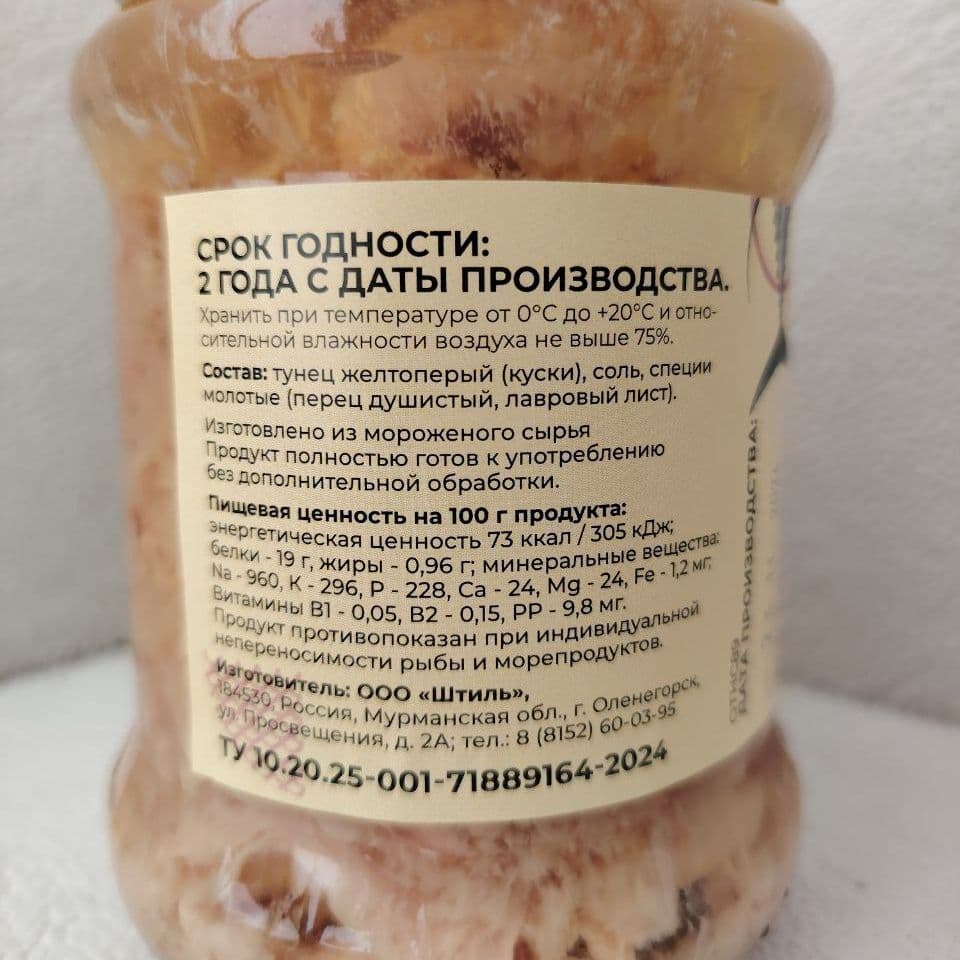 СРОК ГОДНОСТИ:
2 ГОДА С ДАТЫ ПРОИЗВОДСТВА.
Хранить при температуре от 0°С до +20°С и отно-
сительной влажности воздуха не выше 75%.
Состав: тунец желтоперый (куски), соль, специи
молотые (перец душистый, лавровый лист).
Изготовлено из мороженого сырья
Продукт полностью готов к употреблению
без дополнительной обработки.
Пищевая ценность на 100 г продукта:
энергетическая ценность 73 ккал / 305 кДж;
белки - 19 г, жиры - 0,96 г; минеральные вещества:
Na - 960, K - 296, P - 228, Ca - 24, Mg - 24, Fe - 1,2 мг;
Витамины B1 - 0,05, B2 - 0,15, PP - 9,8 мг.
Продукт противопоказан при индивидуальной
непереносимости рыбы и морепродуктов.
Изготовитель: ООО «Штиль»,
184530, Россия, Мурманская обл., г. Оленегорск,
ул. Просвещения, д. 2А; тел.: 8 (8152) 60-03-95
ТУ 10.20.25-001-71889164-2024
ДАТА ПРОИЗВОДСТВА: